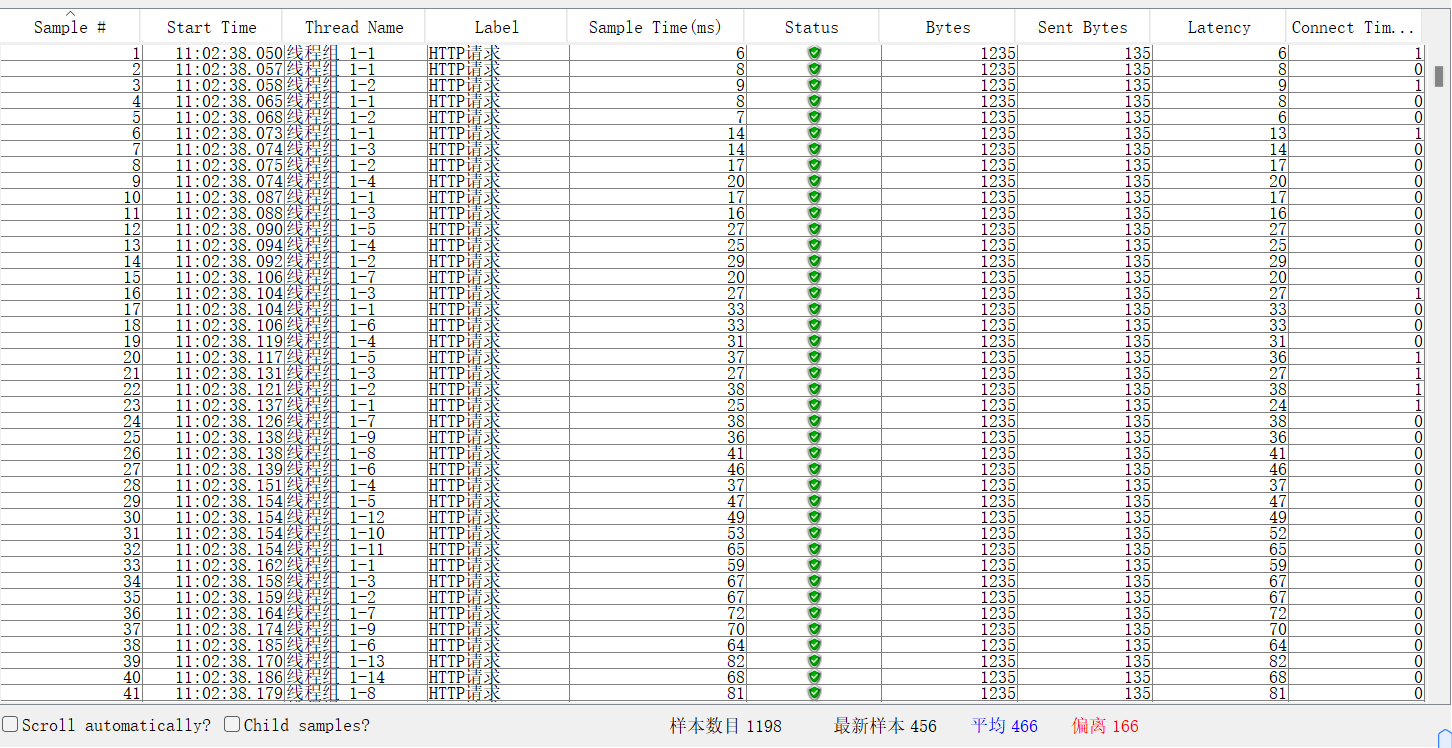 Sample # Start Time Thread Name Label Sample Time(ms) Status Bytes Sent Bytes Latency Connect Tim...
1 11:02:38.050 线程组 1-1 HTTP请求 6 1235 135 6 1
2 11:02:38.057 线程组 1-1 HTTP请求 8 1235 135 8 0
3 11:02:38.058 线程组 1-2 HTTP请求 9 1235 135 9 1
4 11:02:38.065 线程组 1-1 HTTP请求 8 1235 135 8 0
5 11:02:38.068 线程组 1-2 HTTP请求 7 1235 135 6 0
6 11:02:38.073 线程组 1-1 HTTP请求 14 1235 135 13 1
7 11:02:38.074 线程组 1-3 HTTP请求 14 1235 135 14 0
8 11:02:38.075 线程组 1-2 HTTP请求 17 1235 135 17 0
9 11:02:38.074 线程组 1-4 HTTP请求 20 1235 135 20 0
10 11:02:38.087 线程组 1-1 HTTP请求 17 1235 135 17 0
11 11:02:38.088 线程组 1-3 HTTP请求 16 1235 135 16 0
12 11:02:38.090 线程组 1-5 HTTP请求 27 1235 135 27 0
13 11:02:38.094 线程组 1-4 HTTP请求 25 1235 135 25 0
14 11:02:38.092 线程组 1-2 HTTP请求 29 1235 135 29 0
15 11:02:38.106 线程组 1-7 HTTP请求 20 1235 135 20 0
16 11:02:38.104 线程组 1-3 HTTP请求 27 1235 135 27 1
17 11:02:38.104 线程组 1-1 HTTP请求 33 1235 135 33 0
18 11:02:38.106 线程组 1-6 HTTP请求 33 1235 135 33 0
19 11:02:38.119 线程组 1-4 HTTP请求 31 1235 135 31 0
20 11:02:38.117 线程组 1-5 HTTP请求 37 1235 135 36 1
21 11:02:38.131 线程组 1-3 HTTP请求 27 1235 135 27 1
22 11:02:38.121 线程组 1-2 HTTP请求 38 1235 135 38 1
23 11:02:38.137 线程组 1-1 HTTP请求 25 1235 135 24 1
24 11:02:38.126 线程组 1-7 HTTP请求 38 1235 135 38 0
25 11:02:38.138 线程组 1-9 HTTP请求 36 1235 135 36 0
26 11:02:38.138 线程组 1-8 HTTP请求 41 1235 135 41 0
27 11:02:38.139 线程组 1-6 HTTP请求 46 1235 135 46 0
28 11:02:38.151 线程组 1-4 HTTP请求 37 1235 135 37 0
29 11:02:38.154 线程组 1-5 HTTP请求 47 1235 135 47 0
30 11:02:38.154 线程组 1-12 HTTP请求 49 1235 135 49 0
31 11:02:38.154 线程组 1-10 HTTP请求 53 1235 135 52 0
32 11:02:38.154 线程组 1-11 HTTP请求 65 1235 135 65 0
33 11:02:38.162 线程组 1-1 HTTP请求 59 1235 135 59 0
34 11:02:38.158 线程组 1-3 HTTP请求 67 1235 135 67 0
35 11:02:38.159 线程组 1-2 HTTP请求 67 1235 135 67 0
36 11:02:38.164 线程组 1-7 HTTP请求 72 1235 135 72 0
37 11:02:38.174 线程组 1-9 HTTP请求 70 1235 135 70 0
38 11:02:38.185 线程组 1-6 HTTP请求 64 1235 135 64 0
39 11:02:38.170 线程组 1-13 HTTP请求 82 1235 135 82 0
40 11:02:38.186 线程组 1-14 HTTP请求 68 1235 135 68 0
41 11:02:38.179 线程组 1-8 HTTP请求 81 1235 135 81 0
Scroll automatically? Child samples? 样本数目 1198 最新样本 456 平均 466 偏离 166